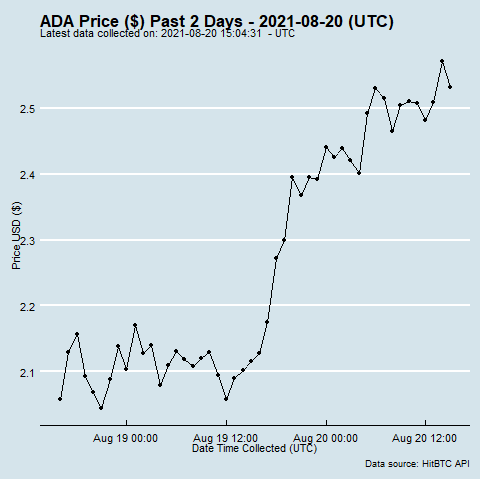 ADA Price ($) Past 2 Days - 2021-08-20 (UTC)
Latest data collected on: 2021-08-20 15:04:31 - UTC
Price USD ($)
2.5
2.4
2.3
2.2
2.1
Aug 19 00:00 Aug 19 12:00 Aug 20 00:00 Aug 20 12:00
Date Time Collected (UTC)
Data source: HitBTC API